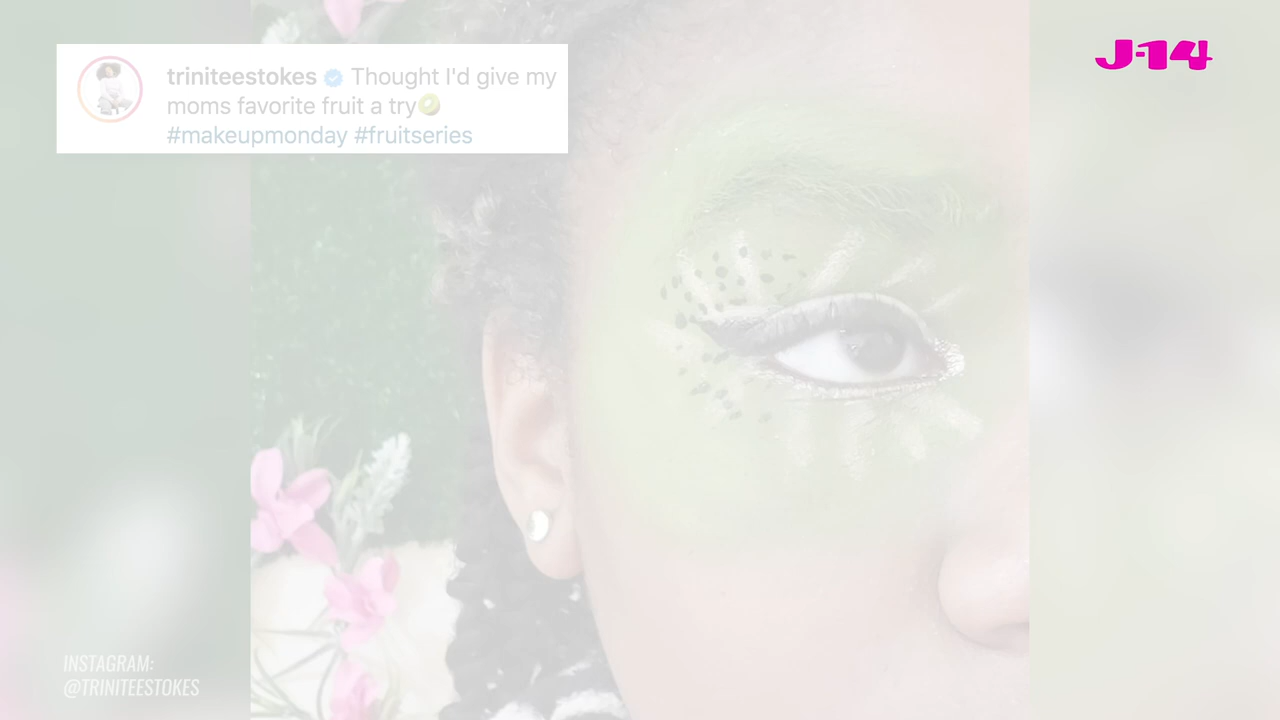 triniteestokes Thought I'd give my
moms favorite fruit a try
#makeupmonday #fruitseries
J-14
INSTAGRAM:
@TRINITEESTOKES